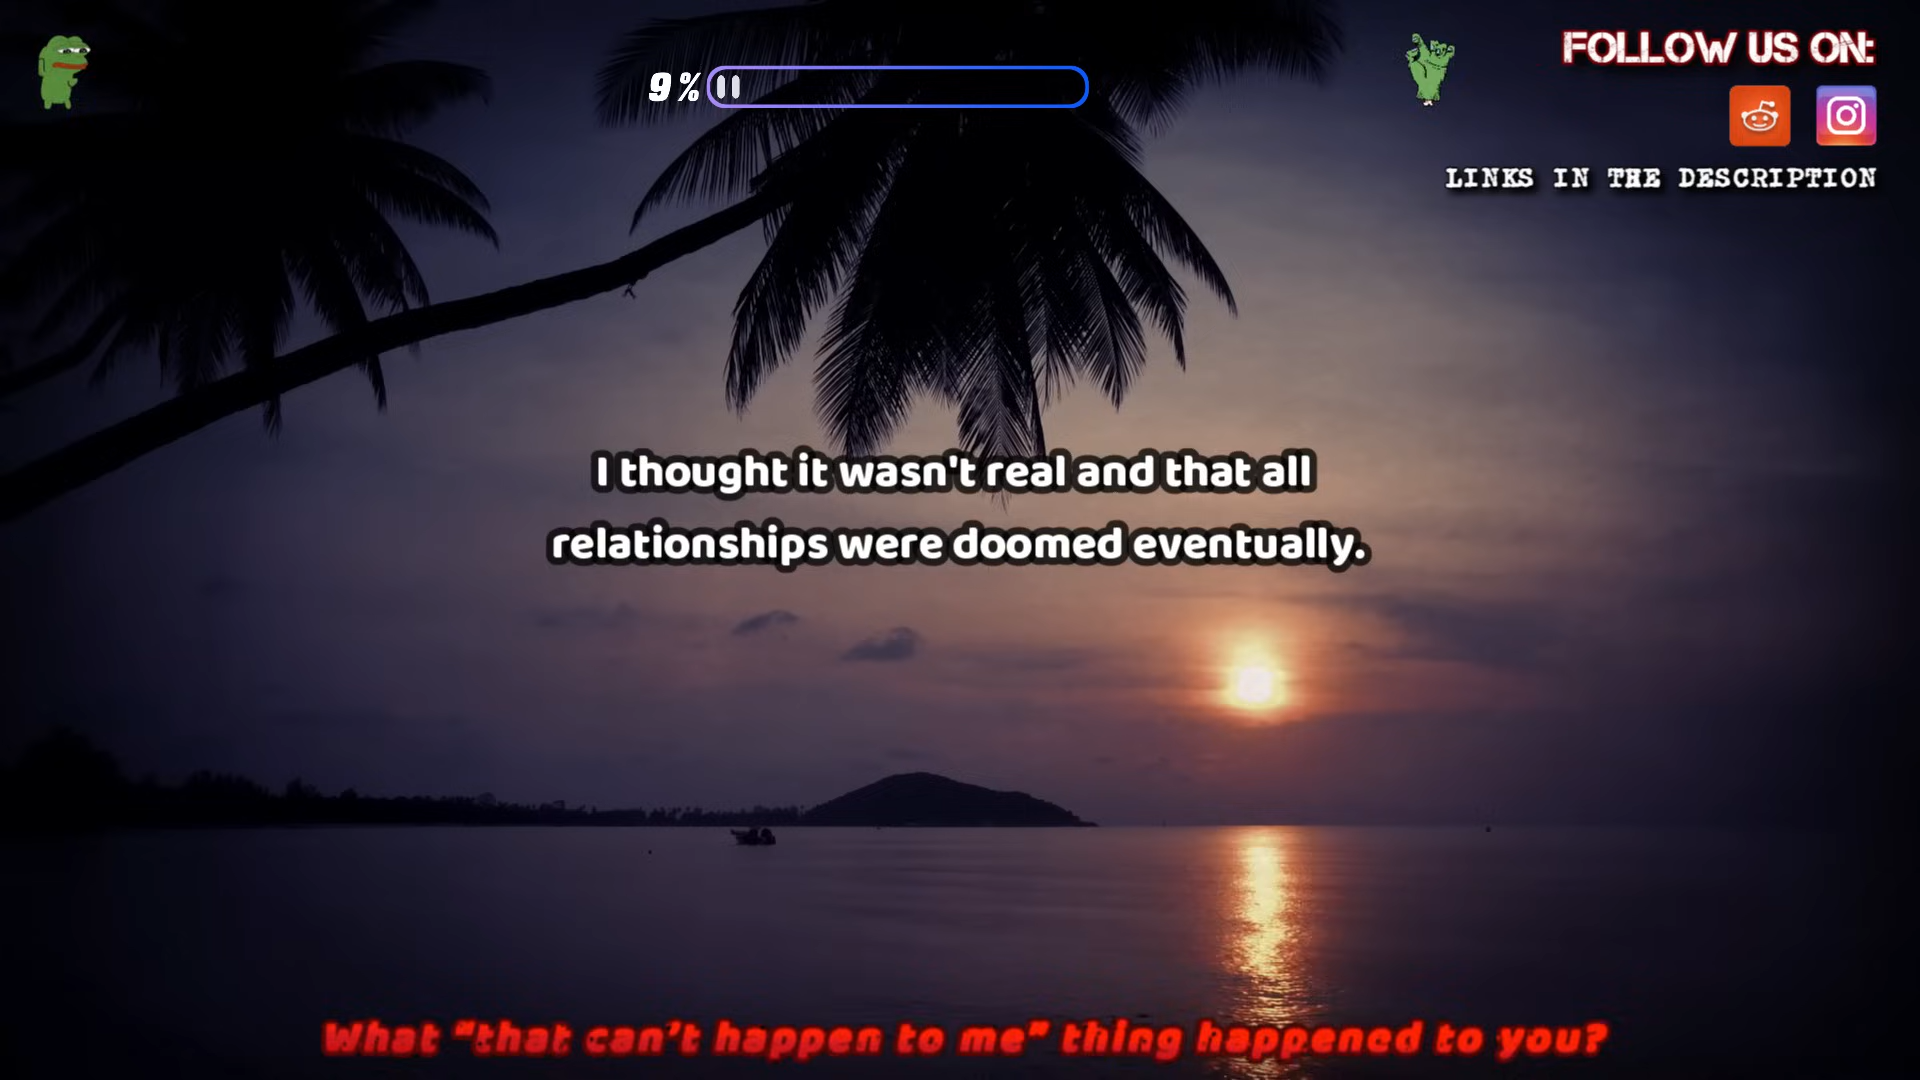 9%
FOLLOW US ON:
LINKS IN THE DESCRIPTION
I thought it wasn't real and that all
relationships were doomed eventually.
What “that can’t happen to me” thing happened to you?